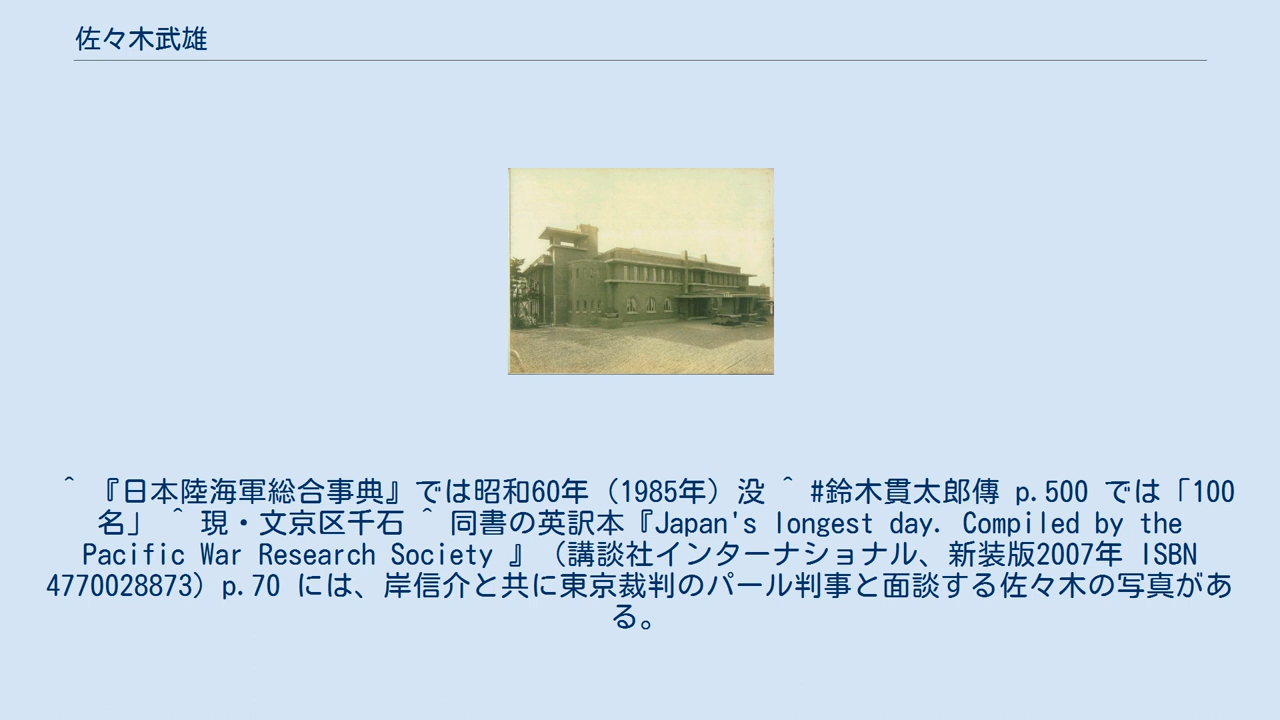 佐々木武雄
^ 『日本陸海軍総合事典』では昭和60年（1985年）没 ^ #鈴木貫太郎傳 p.500 では「100
名」 ^ 現・文京区千石 ^ 同書の英訳本『Japan's longest day. Compiled by the
Pacific War Research Society 』（講談社インターナショナル、新装版2007年 ISBN
4770028873）p.70 には、岸信介と共に東京裁判のパール判事と面談する佐々木の写真があ
る。